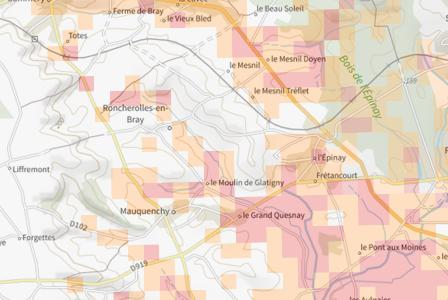 Ferme de Bray
le Vieux Bled
le Beau Soleil
Totes
le Mesnil
le Mesnil Doyen
Bois de l'Épinay
le Mesnil Tréflet
Roncherolles-en-
Bray
l'Épinay
Liffremont
le Moulin de Glatigny
Frétancourt
Mauquenchy
le Grand Quesnay
D102
Forgettes
le Pont aux Moines
D919